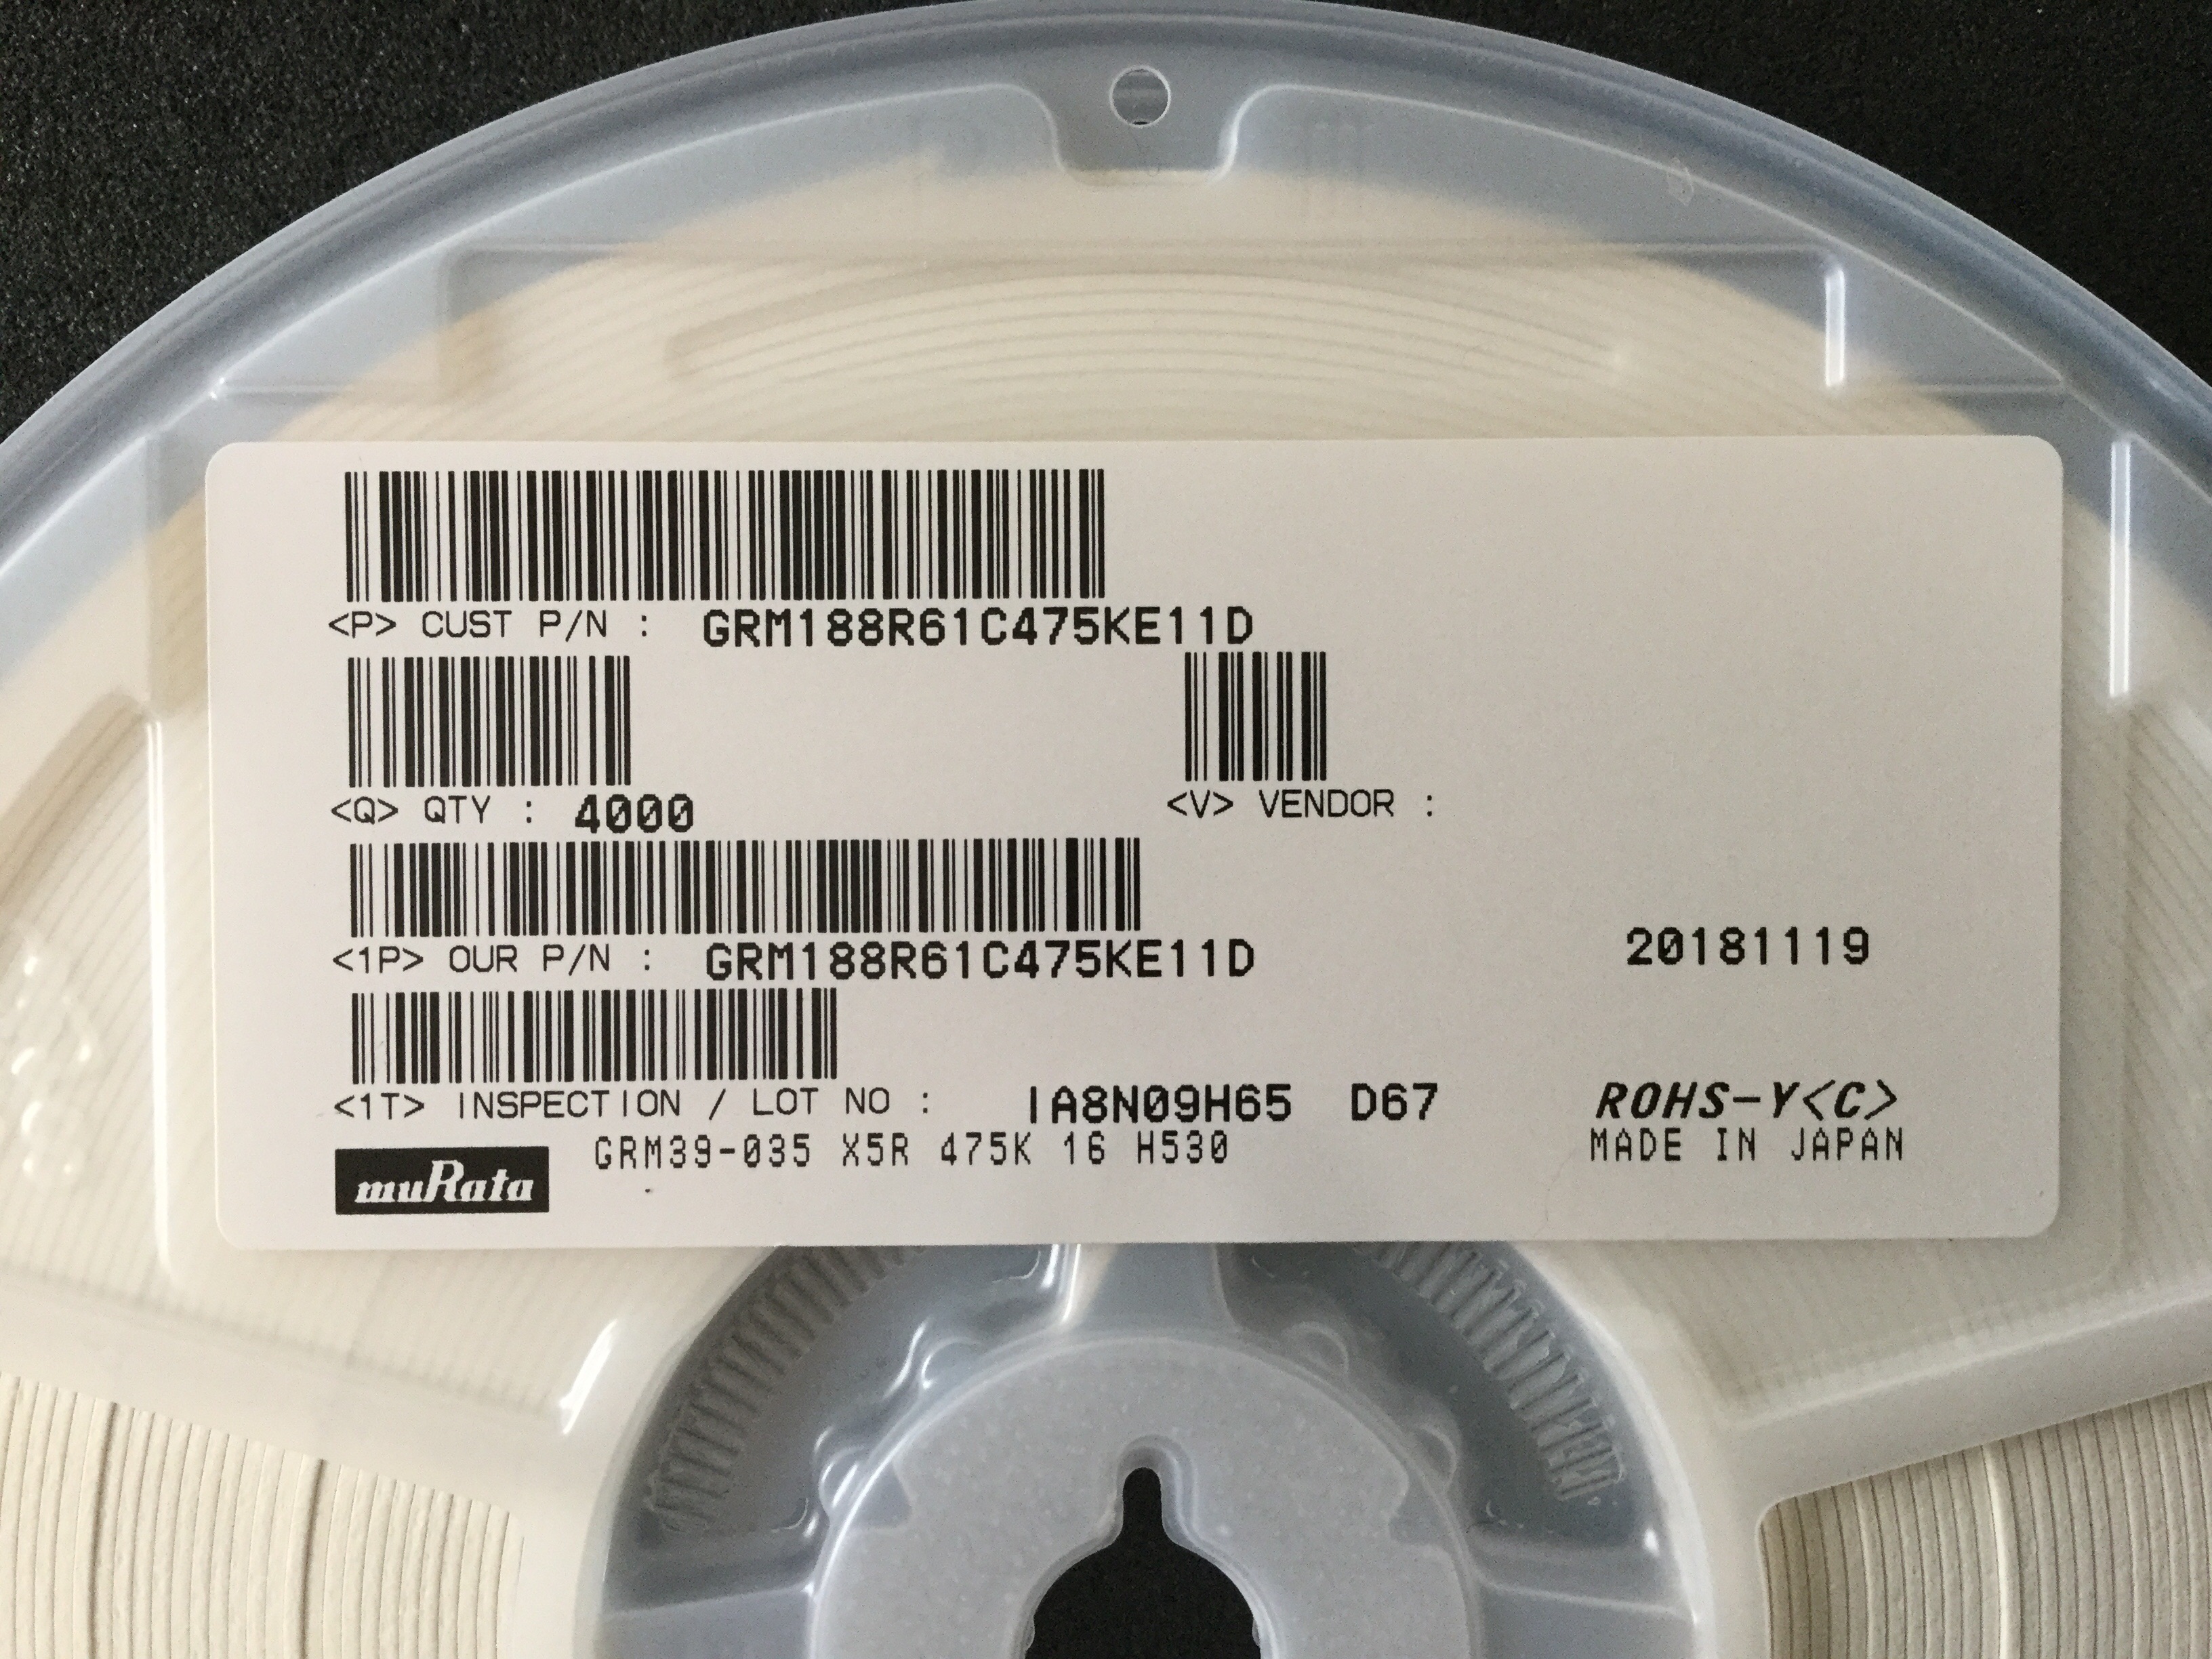 <P> CUST P/N : GRM188R61C475KE11D
<Q> QTY : 4000 <V> VENDOR :
<1P> OUR P/N : GRM188R61C475KE11D 20181119
<1T> INSPECTION / LOT NO : IA8N09H65 D67 ROHS-Y<C>
muRata GRM39-035 X5R 475K 16 H530 MADE IN JAPAN